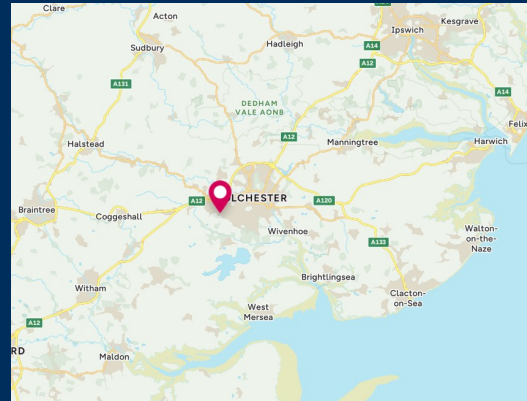 Clare
Acton
Kesgrave
Ipswich
Sudbury
Hadleigh
A14
A12
A131
A14
DEDHAM
VALE AONB
Felix
A12
Halstead
Manningtree
Harwich
A12
LCHESTER
A120
Braintree
Coggeshall
Wivenhoe
Walton-
on-the-
Naze
A133
Brightlingsea
Witham
Clacton-
on-Sea
West
Mersea
A12
RD
Maldon